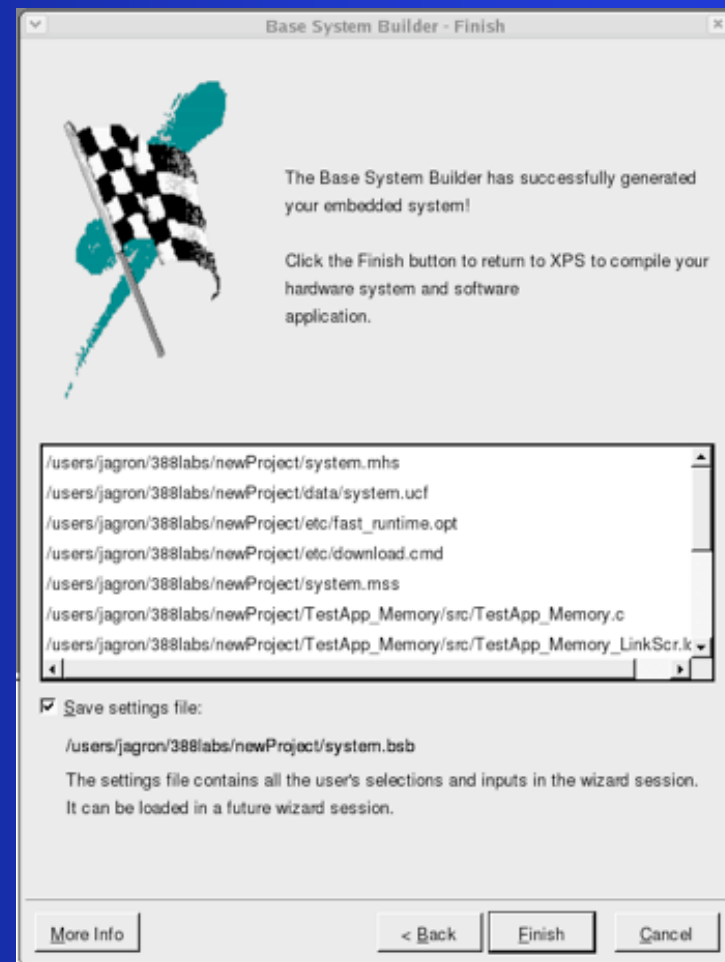 Base System Builder - Finish
The Base System Builder has successfully generated
your embedded system!
Click the Finish button to return to XPS to compile your
hardware system and software
application.
/users/jagron/388labs/newProject/system.mhs
/users/jagron/388labs/newProject/data/system.ucf
/users/jagron/388labs/newProject/etc/fast_runtime.opt
/users/jagron/388labs/newProject/etc/download.cmd
/users/jagron/388labs/newProject/system.mss
/users/jagron/388labs/newProject/TestApp_Memory/src/TestApp_Memory.c
/users/jagron/388labs/newProject/TestApp_Memory/src/TestApp_Memory_LinkScr.l
Save settings file:
/users/jagron/388labs/newProject/system.bsb
The settings file contains all the user's selections and inputs in the wizard session.
It can be loaded in a future wizard session.
More Info
< Back
Finish
Cancel